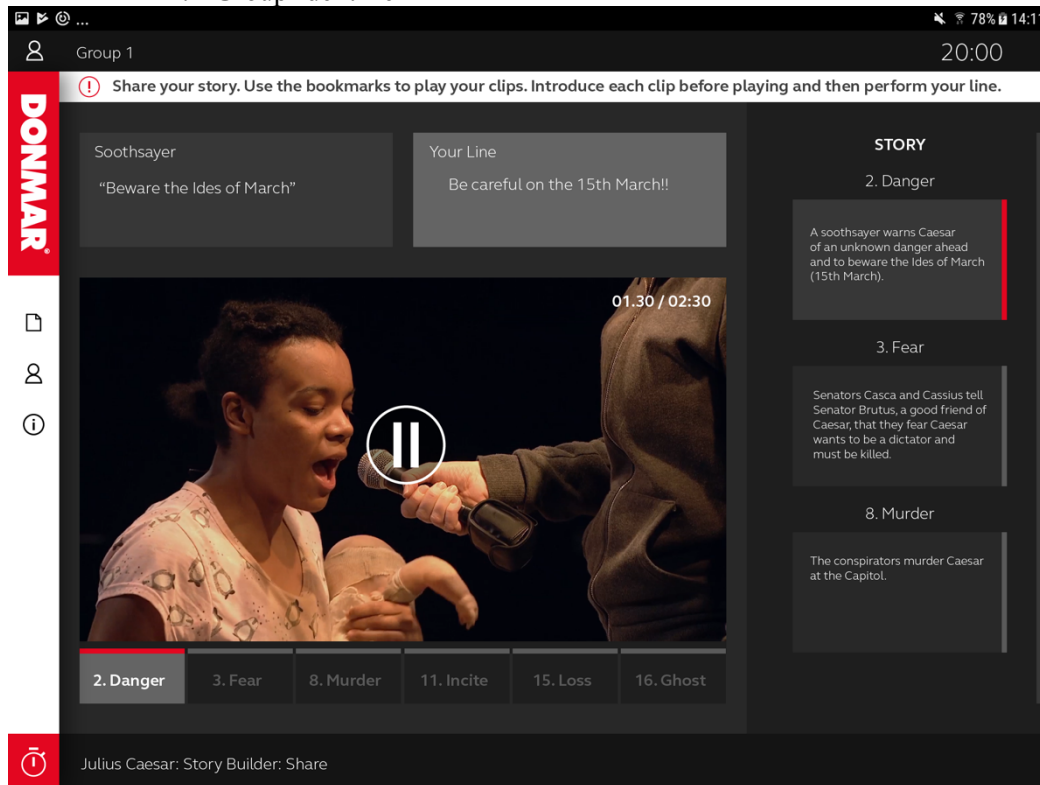 ... 78% 14:11
Group 1
20:00
! Share your story. Use the bookmarks to play your clips. Introduce each clip before playing and then perform your line.
DONMAR
Soothsayer
“Beware the Ides of March”
Your Line
Be careful on the 15th March!!
01.30 / 02:30
2. Danger
3. Fear
8. Murder
11. Incite
15. Loss
16. Ghost
STORY
2. Danger
A soothsayer warns Caesar
of an unknown danger ahead
and to beware the Ides of March
(15th March).
3. Fear
Senators Casca and Cassius tell
Senator Brutus, a good friend of
Caesar, that they fear Caesar
wants to be a dictator and
must be killed.
8. Murder
The conspirators murder Caesar
at the Capitol.
Julius Caesar: Story Builder: Share